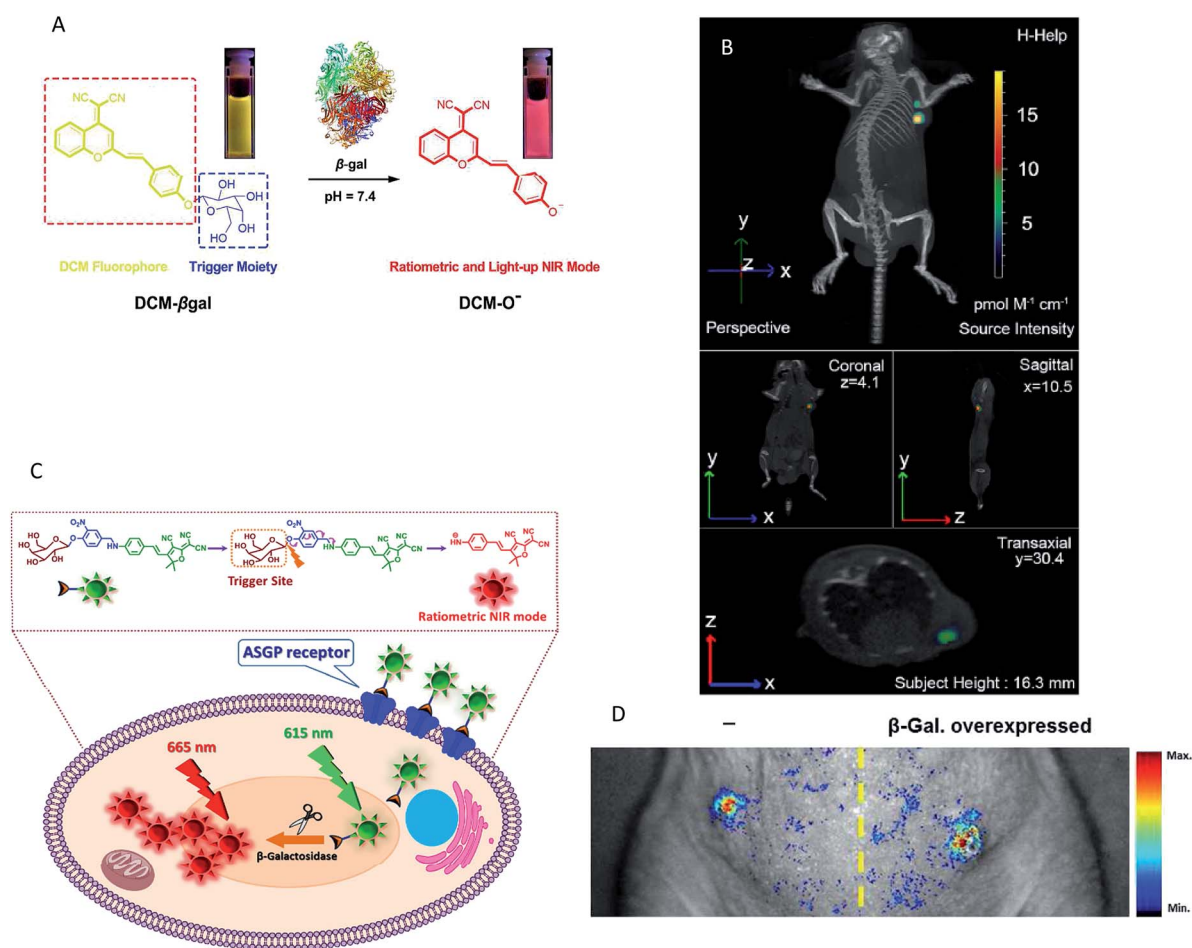 A
NC CN
O
O
OH
OH
HO
OH
β-gal
pH = 7.4
NC CN
O
O⁻
DCM Fluorophore
Trigger Moiety
Ratiometric and Light-up NIR Mode
DCM-βgal
DCM-O⁻
B
H-Help
15
10
5
y
z
x
pmol M⁻¹ cm⁻¹
Perspective
Source Intensity
Coronal
z=4.1
y
x
Sagittal
x=10.5
y
z
Transaxial
y=30.4
z
x
Subject Height : 16.3 mm
C
Trigger Site
Ratiometric NIR mode
ASGP receptor
665 nm
615 nm
β-Galactosidase
D
–
β-Gal. overexpressed
Max.
Min.